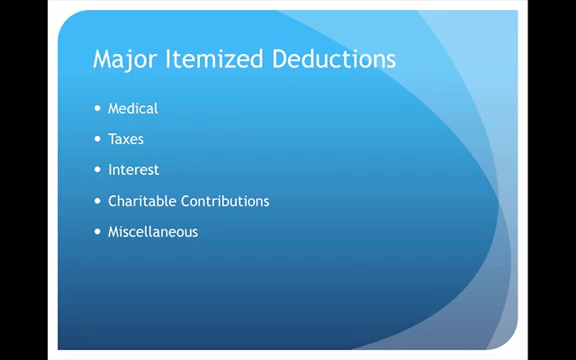 Major Itemized Deductions
• Medical
• Taxes
• Interest
• Charitable Contributions
• Miscellaneous